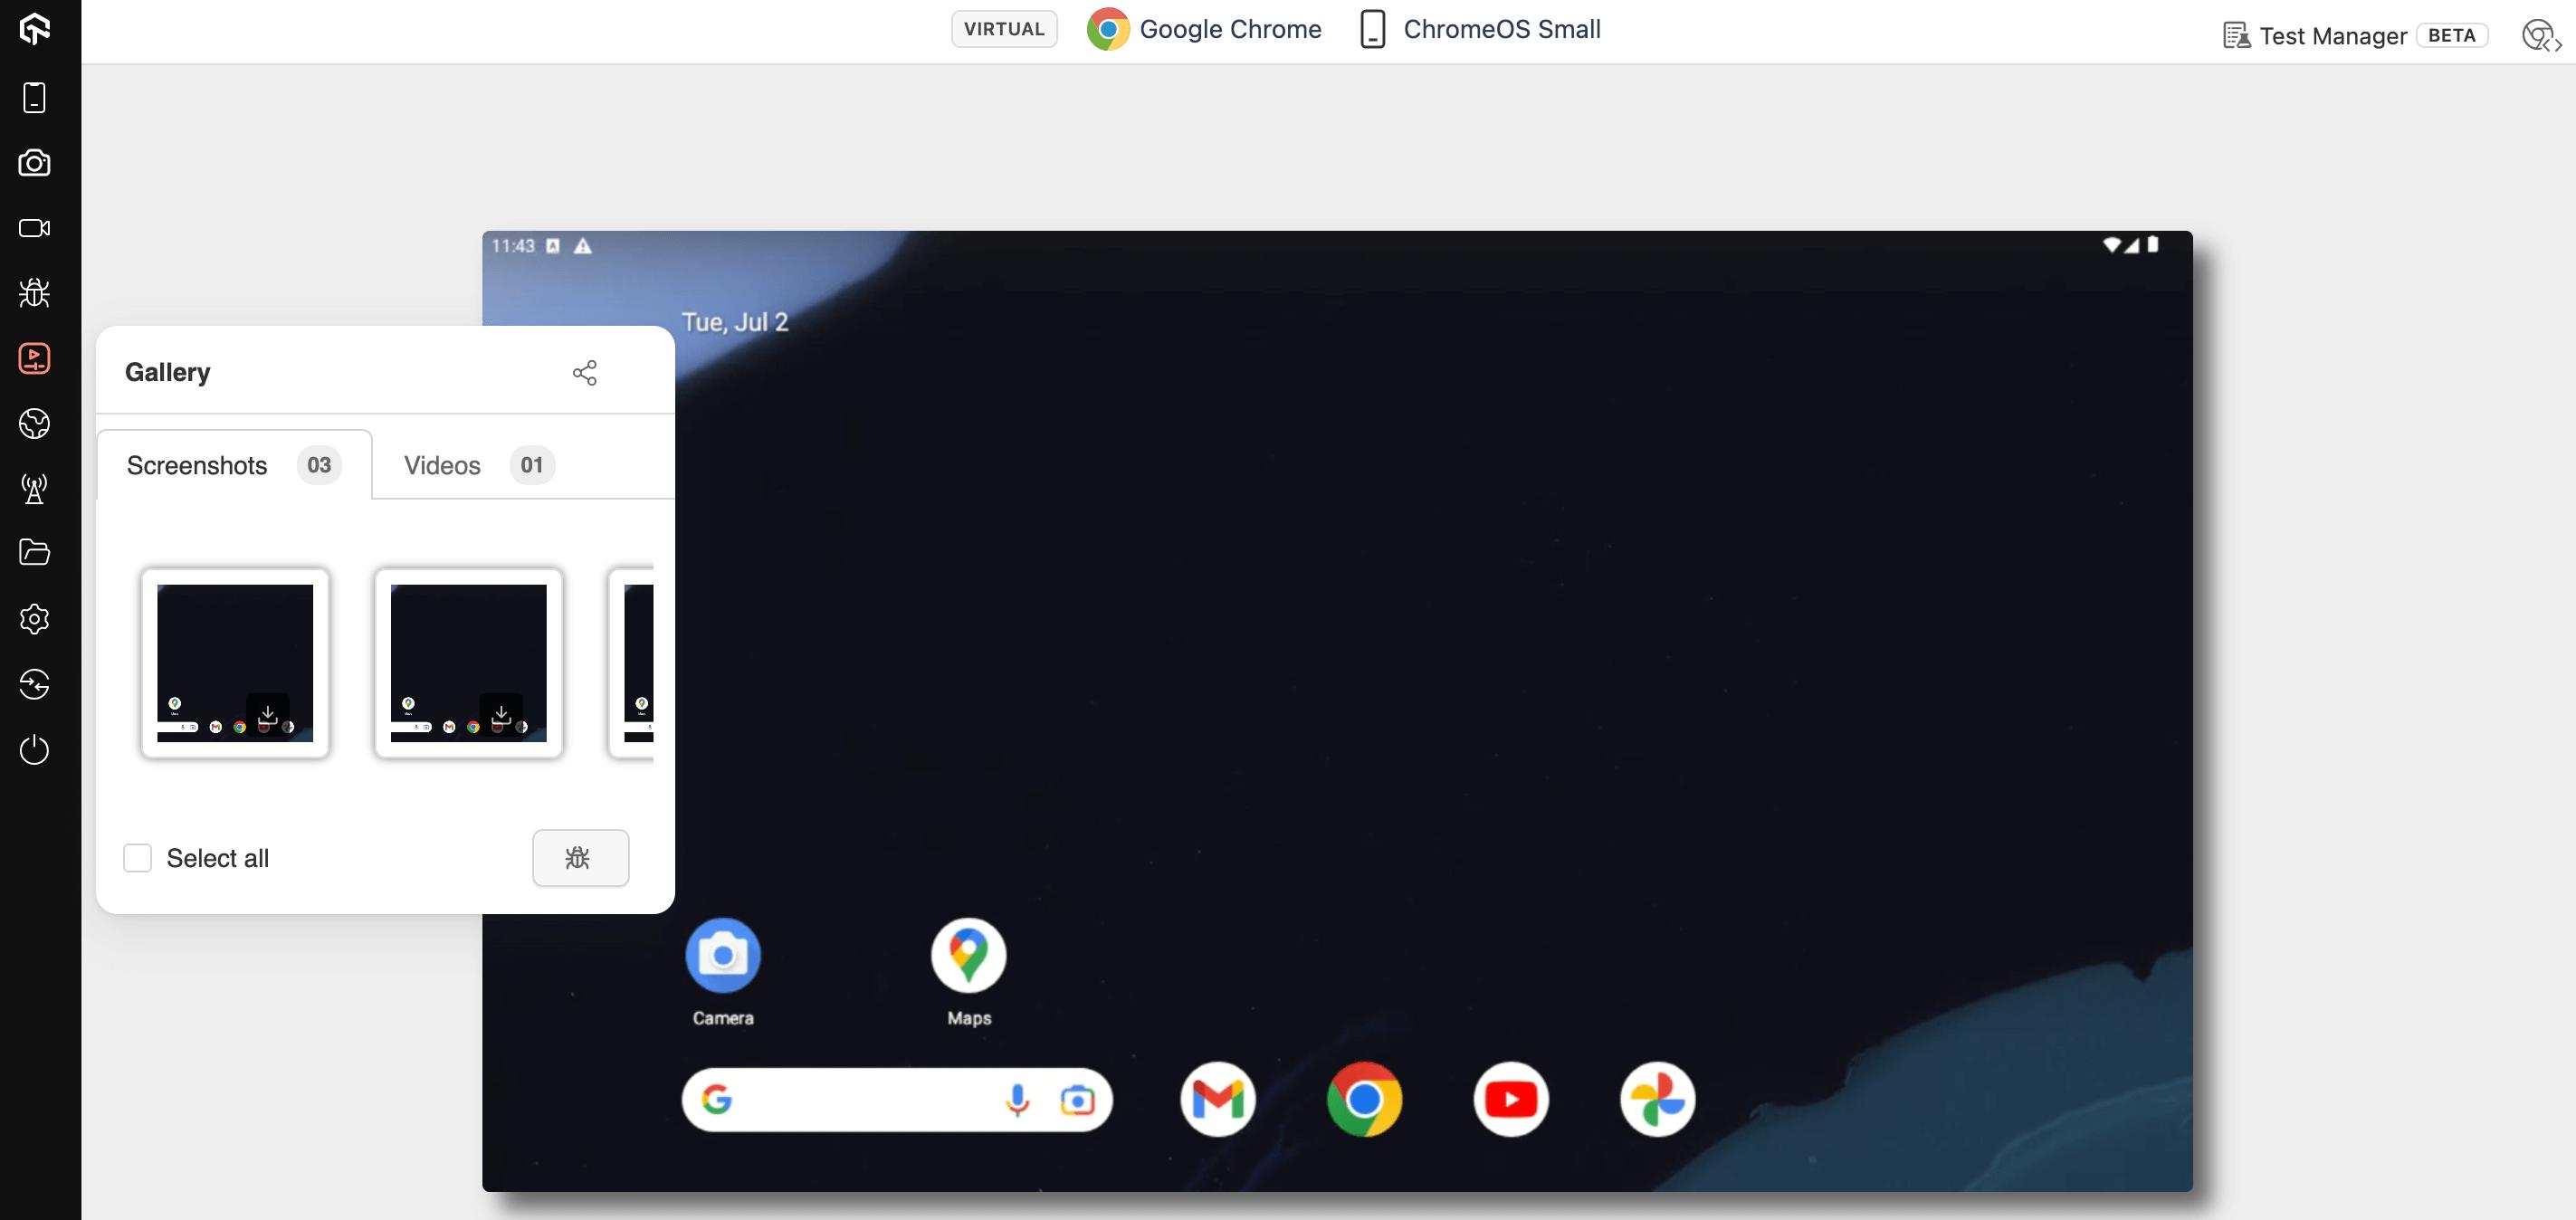 VIRTUAL
Google Chrome
ChromeOS Small
Test Manager BETA
11:43
Tue, Jul 2
Gallery
Screenshots 03
Videos 01
Select all
Camera
Maps